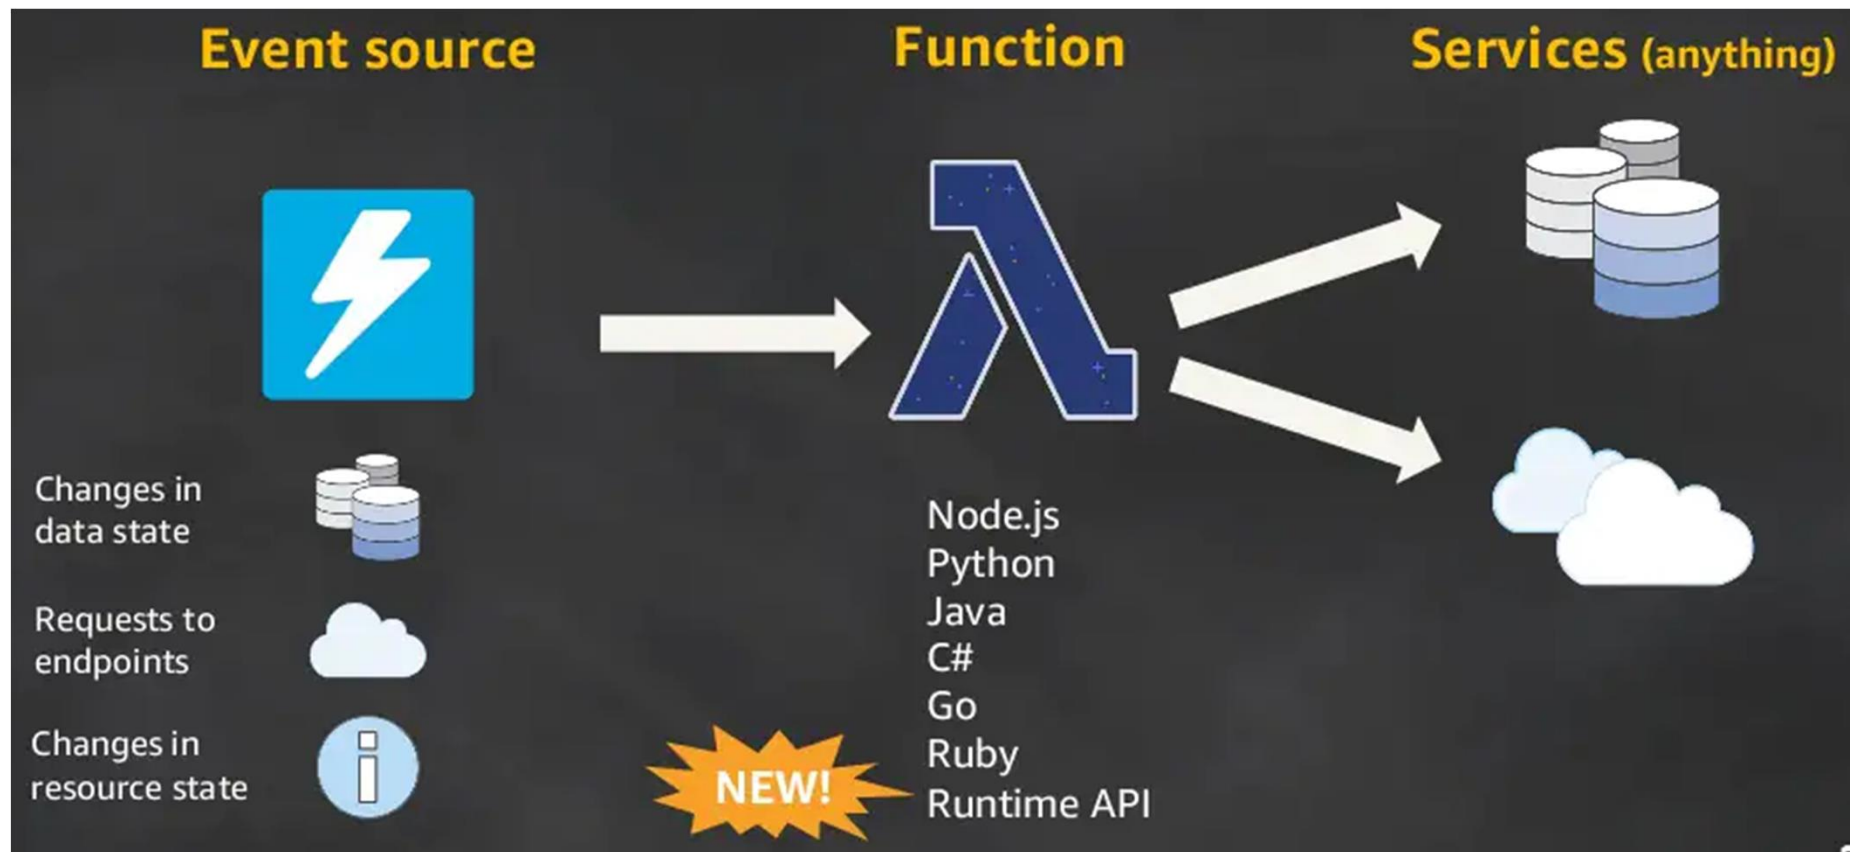 Event source
Function
Services (anything)
Changes in
data state
Requests to
endpoints
Changes in
resource state
NEW!
Node.js
Python
Java
C#
Go
Ruby
Runtime API